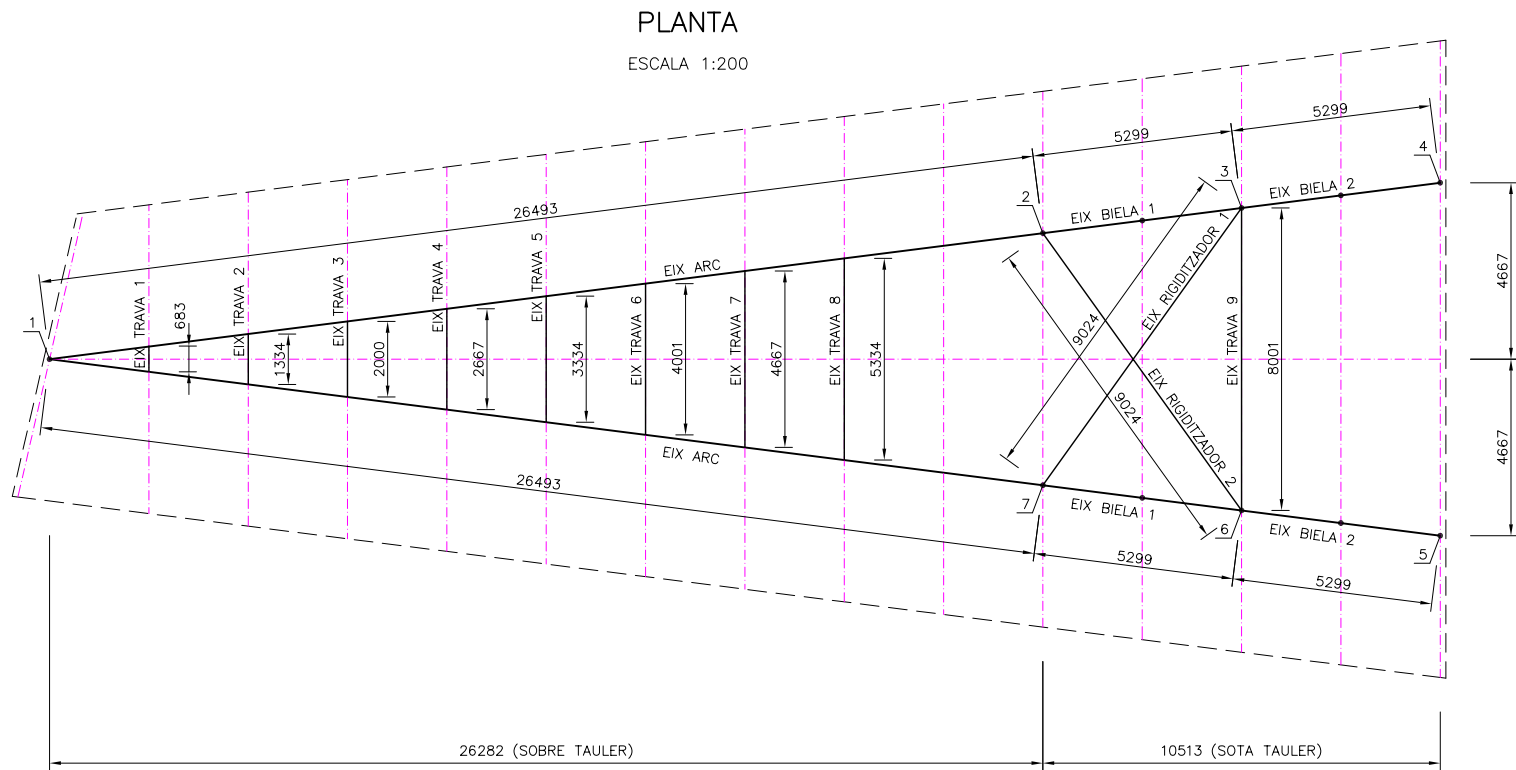 PLANTA
ESCALA 1:200
5299
5299
4
3
2
26493
EIX BIELA 2
EIX BIELA 1
EIX RIGIDITZADOR 1
9024
4667
EIX ARC
EIX TRAVA 1
683
EIX TRAVA 2
1334
EIX TRAVA 3
2000
EIX TRAVA 4
2667
EIX TRAVA 5
3334
EIX TRAVA 6
4001
EIX TRAVA 7
4667
EIX TRAVA 8
5334
EIX TRAVA 9
8001
1
9024
EIX RIGIDITZADOR 2
4667
EIX ARC
26493
7
EIX BIELA 1
6
EIX BIELA 2
5
5299
5299
26282 (SOBRE TAULER)
10513 (SOTA TAULER)